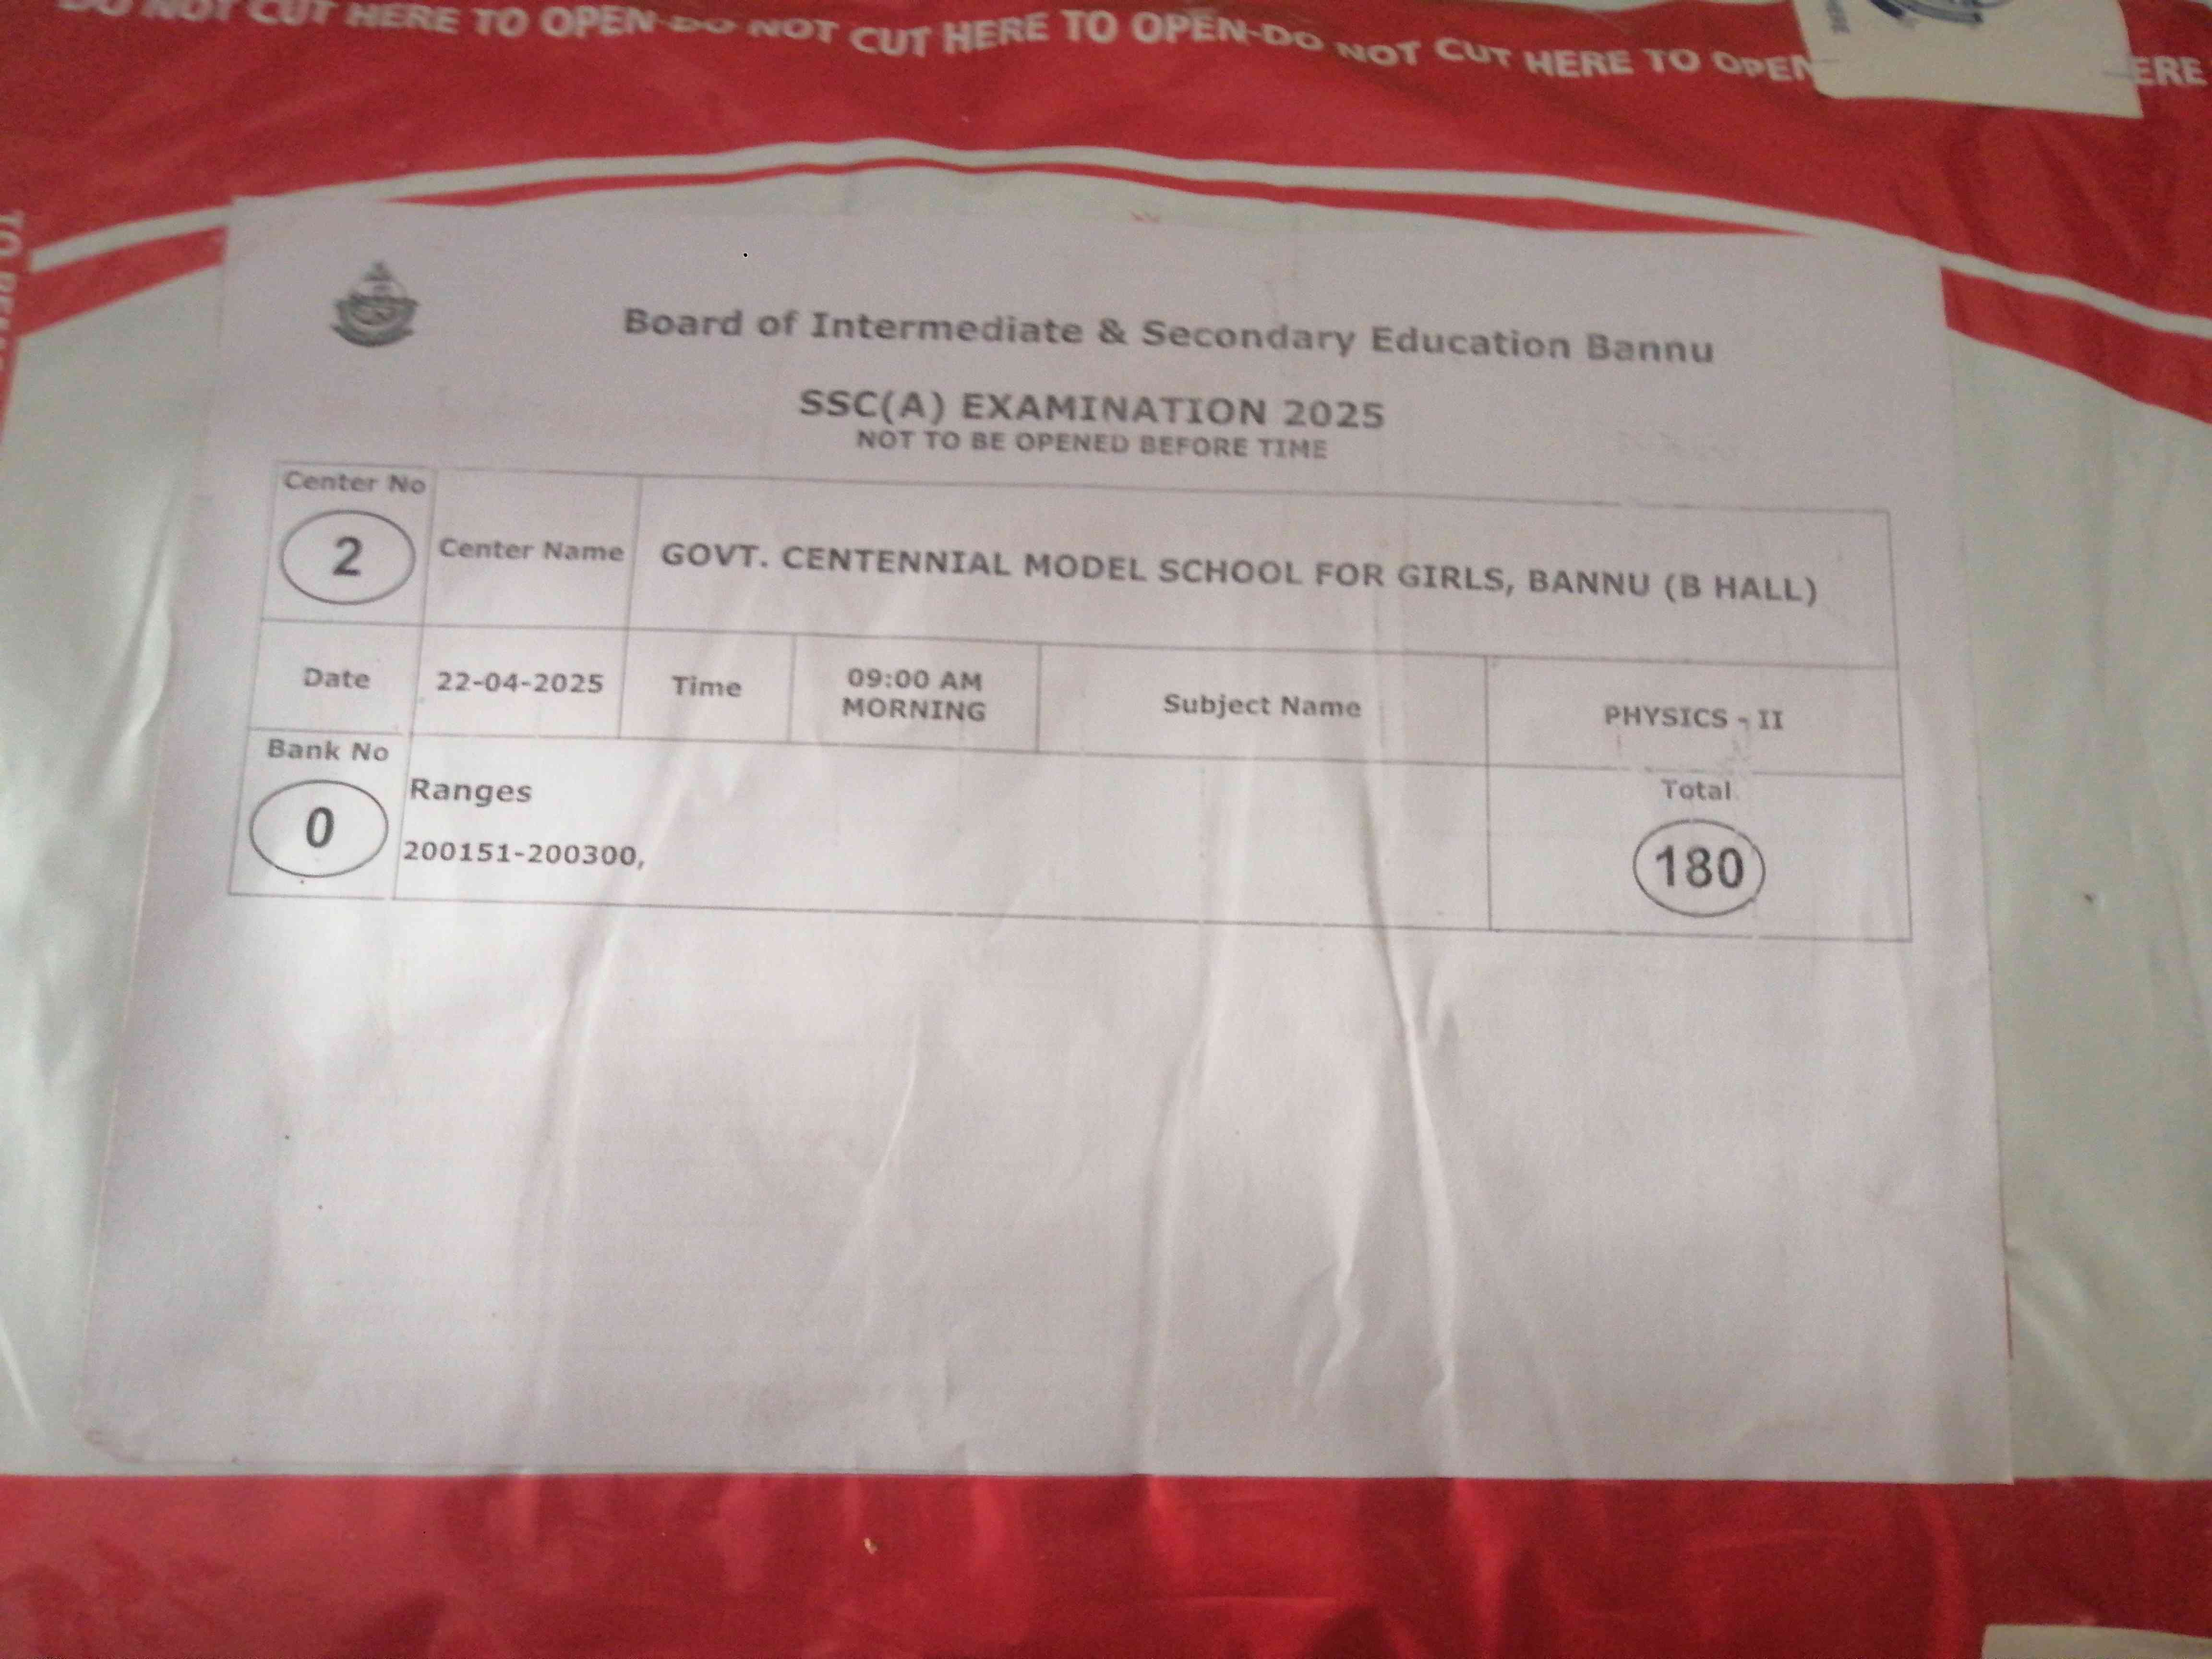 DO NOT CUT HERE TO OPEN-DO NOT CUT HERE TO OPEN-DO NOT CUT HERE TO OPEN
ERE
Board of Intermediate & Secondary Education Bannu
SSC(A) EXAMINATION 2025
NOT TO BE OPENED BEFORE TIME
Center No
2
Center Name
GOVT. CENTENNIAL MODEL SCHOOL FOR GIRLS, BANNU (B HALL)
Date
22-04-2025
Time
09:00 AM
MORNING
Subject Name
PHYSICS - II
Bank No
0
Ranges
200151-200300,
Total
180